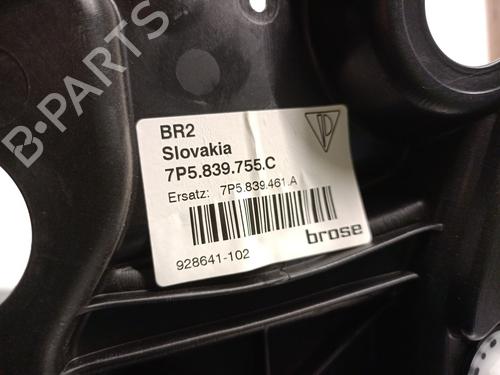 B-PARTS
BR2
Slovakia
7P5.839.755.C
Ersatz: 7P5.839.461.A
928641-102
brose